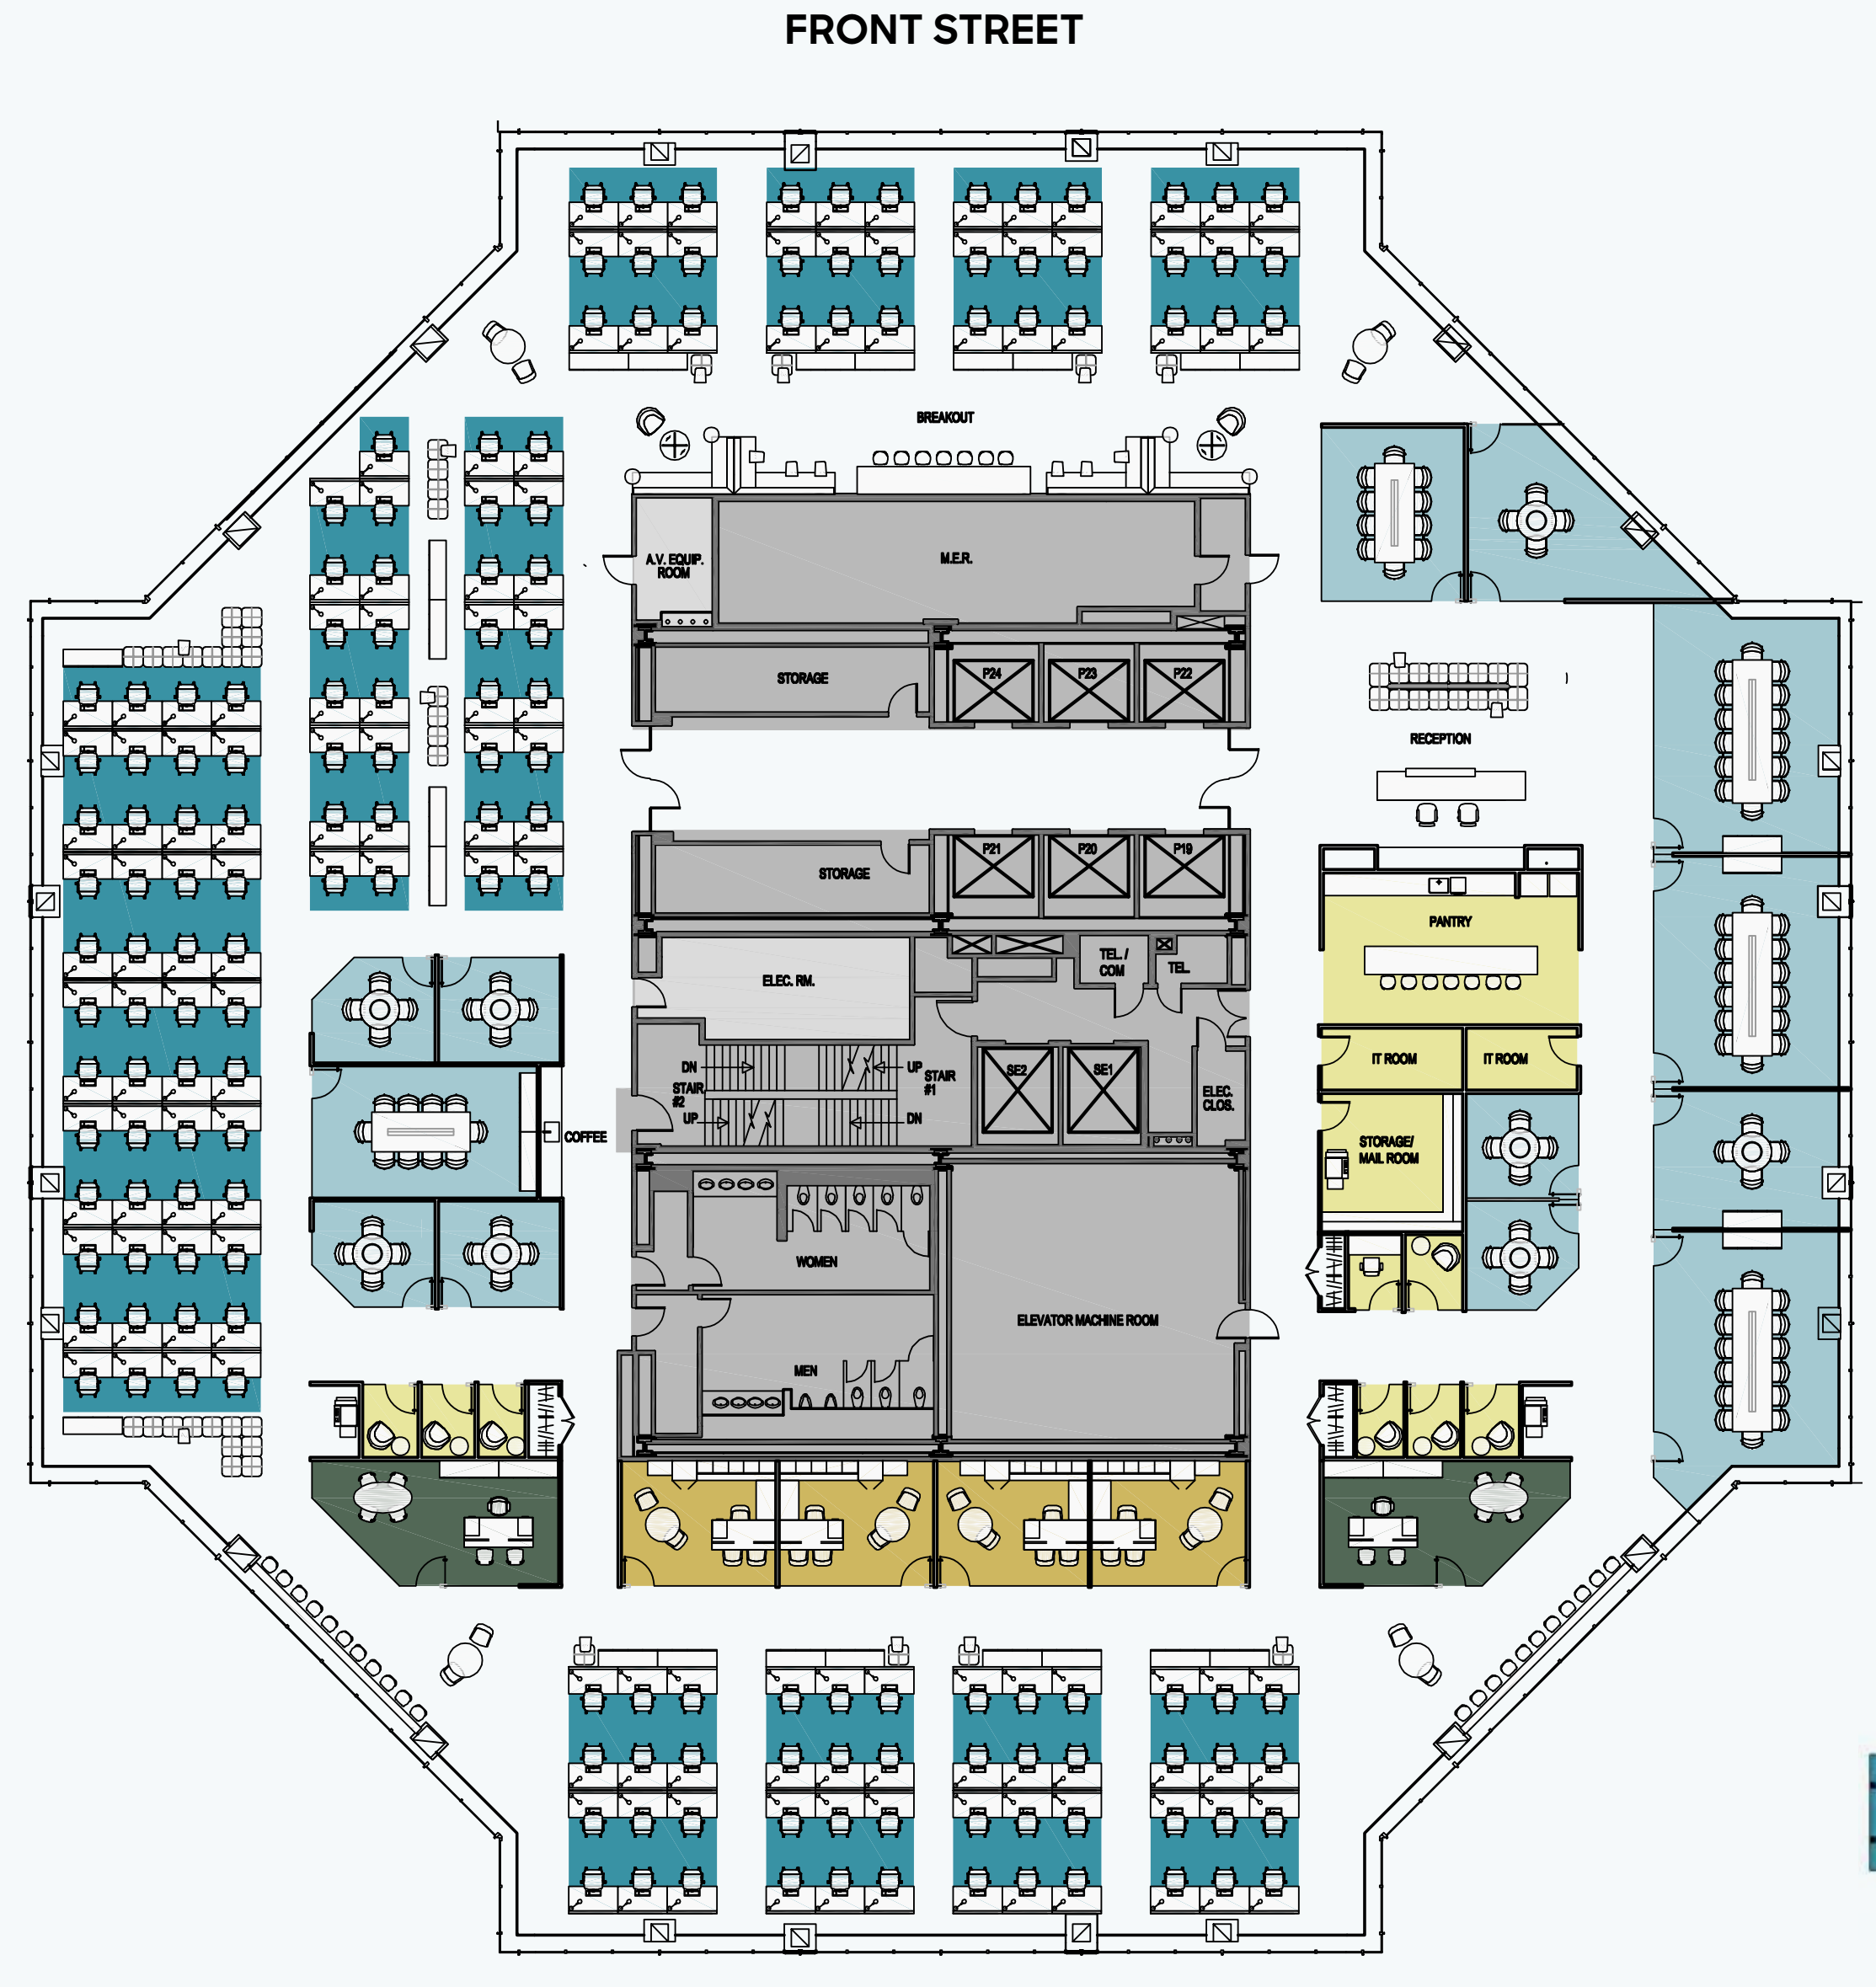 FRONT STREET
BREAKOUT
A.V. EQUIP.
ROOM
M.E.R.
STORAGE
P24
P23
P22
RECEPTION
STORAGE
P21
P20
P19
PANTRY
ELEC. RM.
TEL. /
COM
TEL.
IT ROOM
IT ROOM
DN
UP
STAIR
#2
STAIR
#1
UP
DN
SE2
SE1
ELEC.
CLOS.
COFFEE
STORAGE/
MAIL ROOM
WOMEN
ELEVATOR MACHINE ROOM
MEN